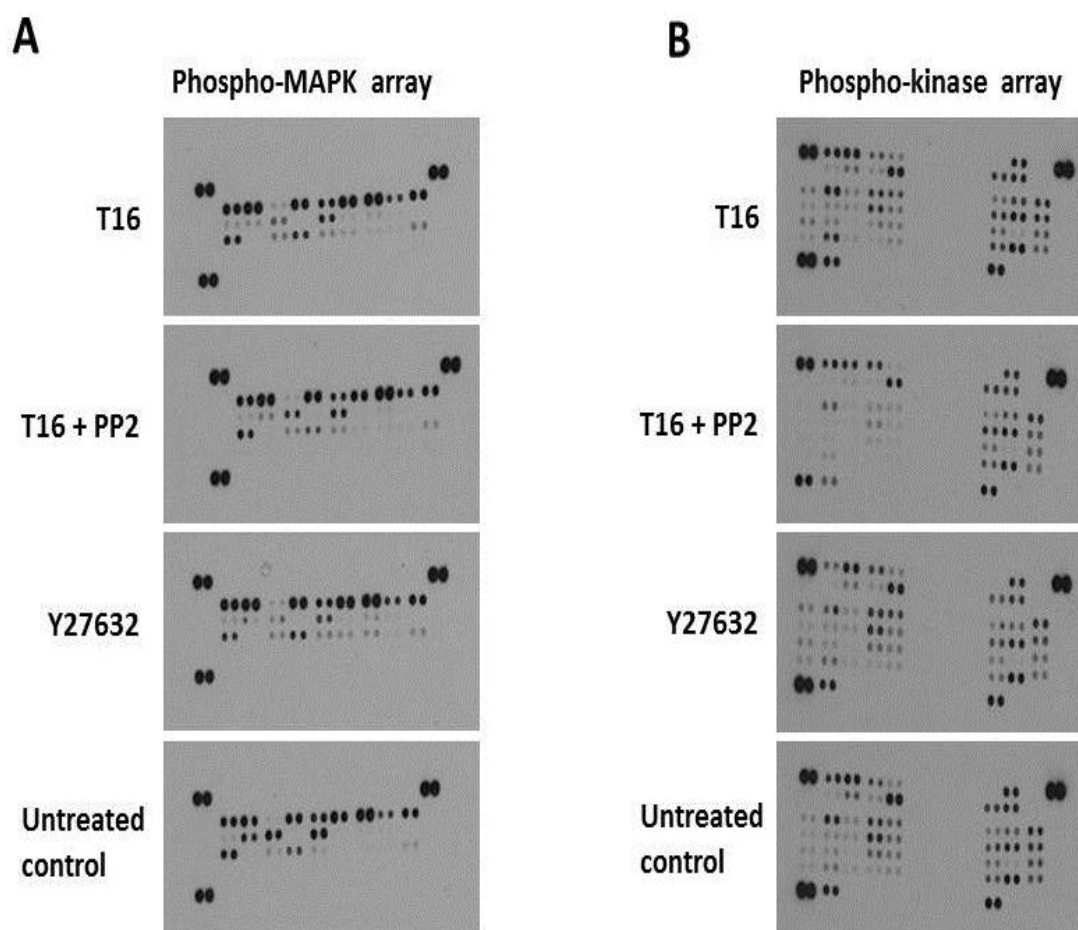 A
B
Phospho-MAPK array
Phospho-kinase array
T16
T16
T16 + PP2
T16 + PP2
Y27632
Y27632
Untreated
control
Untreated
control